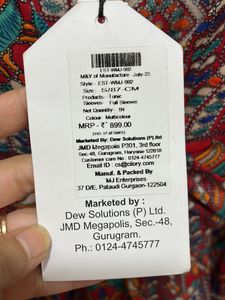 EST-WMJ-992
M&Y of Manufacture July-23
Style - EST-WMJ-992
Size : S/87-CM
Products : Tunic
Sleeves- Full Sleeves
Net Quantity : 1N
Colour Multicolour
MRP - ₹ 899.00
(incl. of all taxes)
Marketed By: Dew Solutions (P).ltd
JMD Megapolis P301, 3rd floor
Sec-48, Gurugram, Haryana 122018
Customer care No : 0124-4745777
Email ID : cs@cilory.com
Manuf. & Packed By
MJ Enterprises
37 D/E, Pataudi Gurgaon-122504
Marketed by :
Dew Solutions (P) Ltd.
JMD Megapolis, Sec.-48,
Gurugram.
Ph.: 0124-4745777